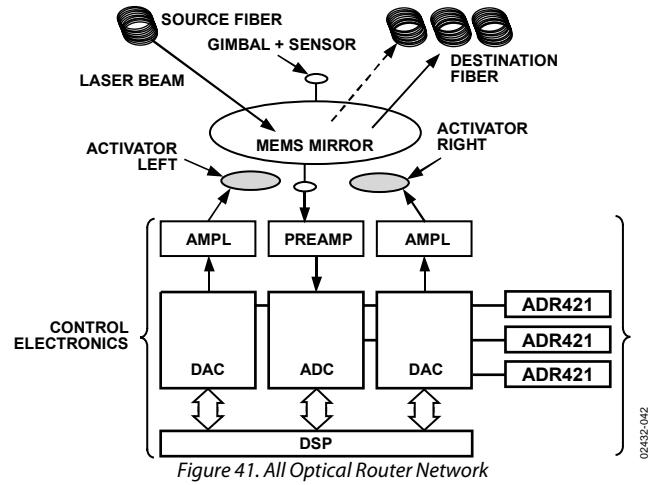 SOURCE FIBER
GIMBAL + SENSOR
DESTINATION
FIBER
LASER BEAM
MEMS MIRROR
ACTIVATOR
LEFT
ACTIVATOR
RIGHT
AMPL
PREAMP
AMPL
CONTROL
ELECTRONICS
DAC
ADC
DAC
ADR421
ADR421
ADR421
DSP
02432-042
Figure 41. All Optical Router Network